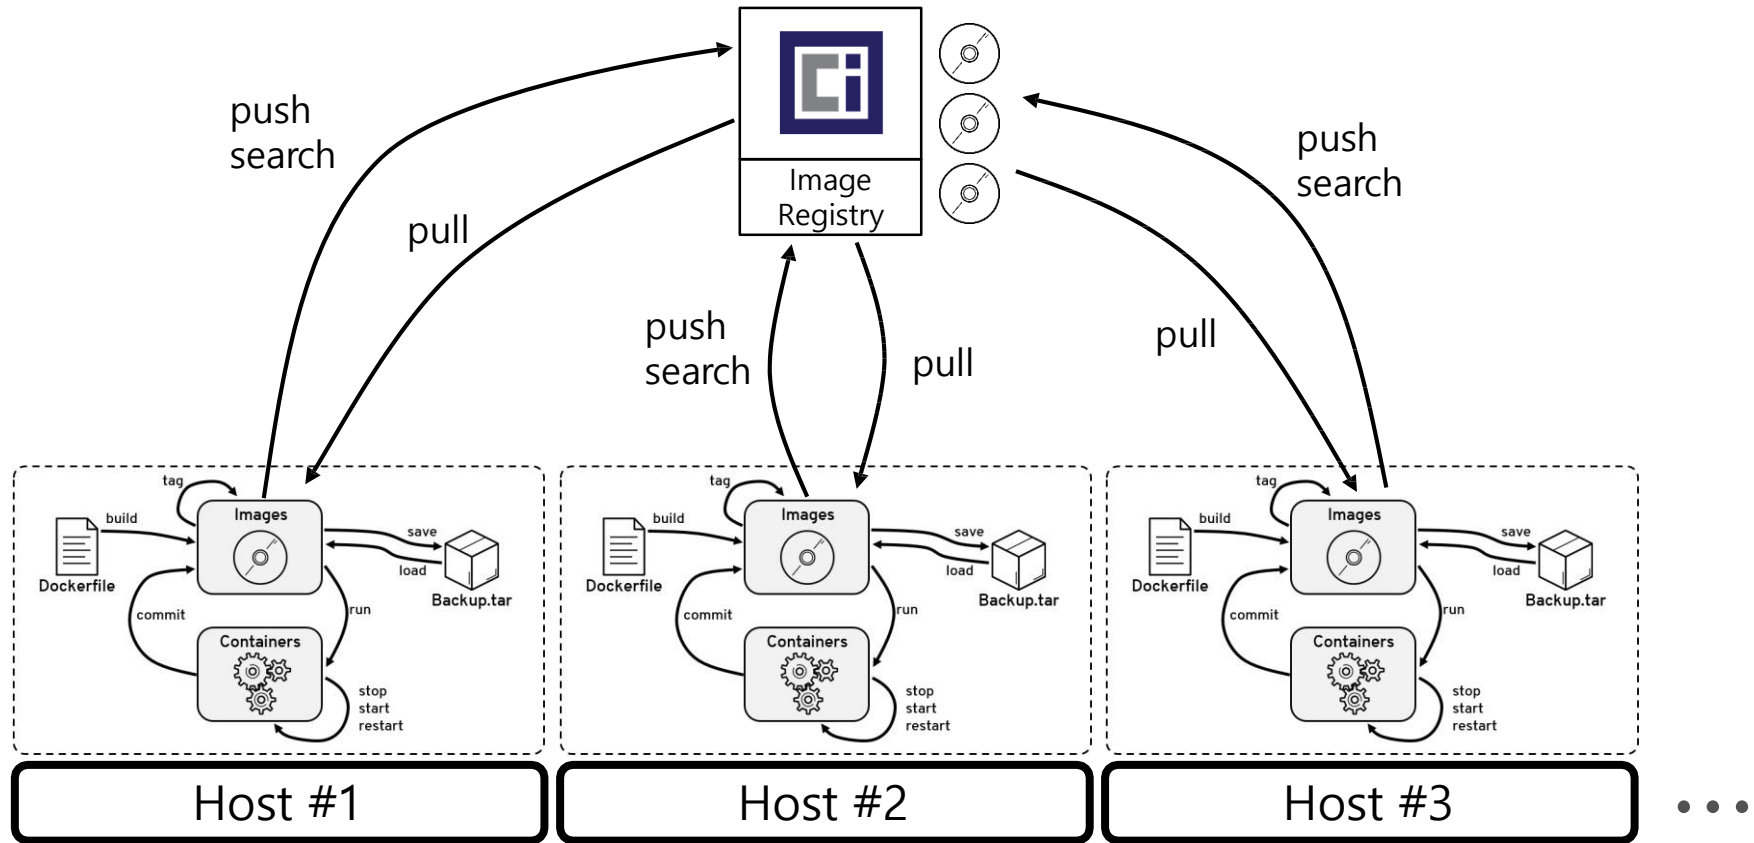 Ci
Image
Registry
push
search
pull
push
search
pull
push
search
pull
tag
build
Images
save
load
Dockerfile
Backup.tar
commit
run
Containers
stop
start
restart
Host #1
tag
build
Images
save
load
Dockerfile
Backup.tar
commit
run
Containers
stop
start
restart
Host #2
tag
build
Images
save
load
Dockerfile
Backup.tar
commit
run
Containers
stop
start
restart
Host #3
...